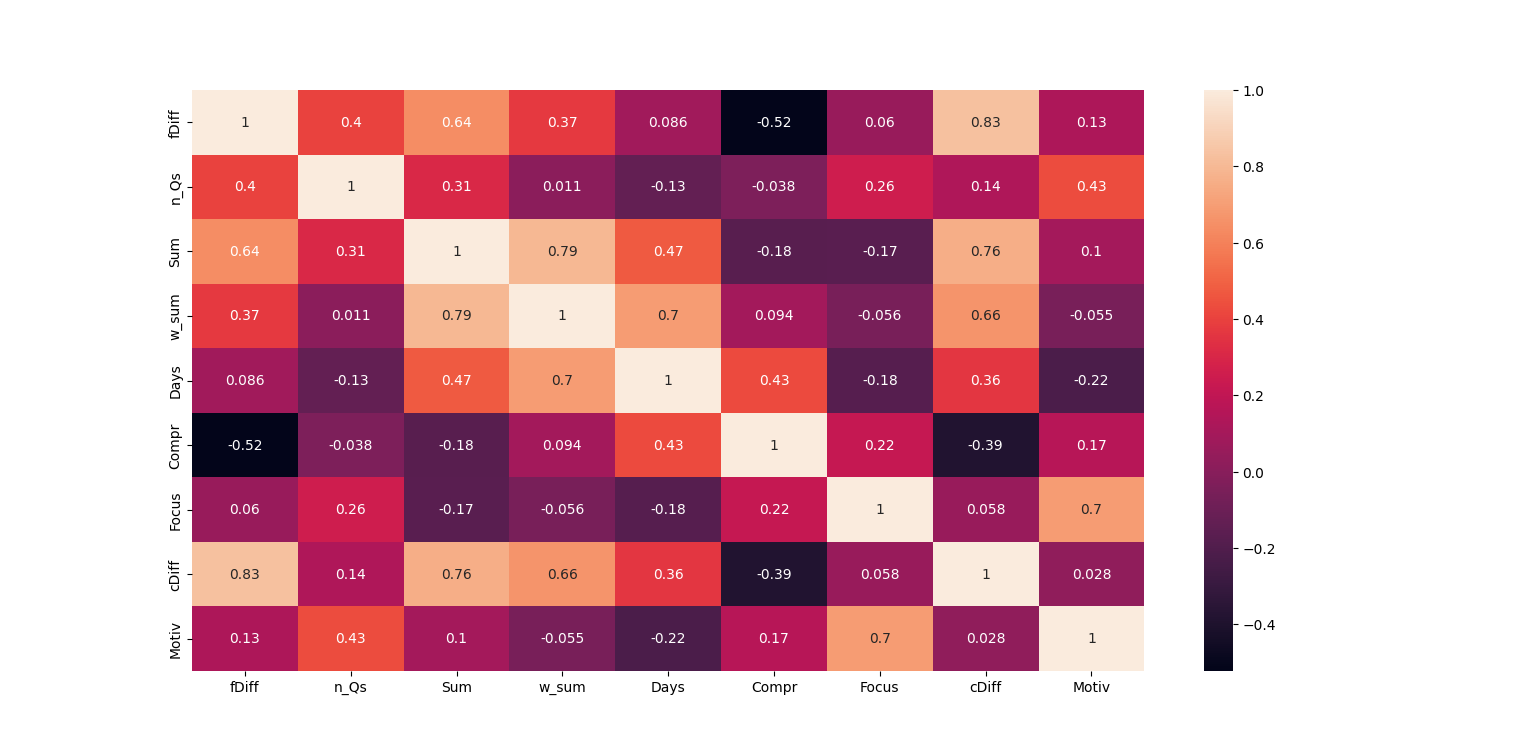 fDiff 1 0.4 0.64 0.37 0.086 -0.52 0.06 0.83 0.13
n_Qs 0.4 1 0.31 0.011 -0.13 -0.038 0.26 0.14 0.43
Sum 0.64 0.31 1 0.79 0.47 -0.18 -0.17 0.76 0.1
w_sum 0.37 0.011 0.79 1 0.7 0.094 -0.056 0.66 -0.055
Days 0.086 -0.13 0.47 0.7 1 0.43 -0.18 0.36 -0.22
Compr -0.52 -0.038 -0.18 0.094 0.43 1 0.22 -0.39 0.17
Focus 0.06 0.26 -0.17 -0.056 -0.18 0.22 1 0.058 0.7
cDiff 0.83 0.14 0.76 0.66 0.36 -0.39 0.058 1 0.028
Motiv 0.13 0.43 0.1 -0.055 -0.22 0.17 0.7 0.028 1
fDiff n_Qs Sum w_sum Days Compr Focus cDiff Motiv
1.0
0.8
0.6
0.4
0.2
0.0
−0.2
−0.4